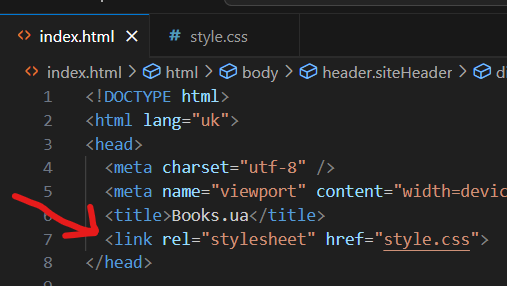 index.html style.css
index.html > html > body > header.siteHeader >
1 <!DOCTYPE html>
2 <html lang="uk">
3 <head>
4 <meta charset="utf-8" />
5 <meta name="viewport" content="width=devic
6 <title>Books.ua</title>
7 <link rel="stylesheet" href="style.css">
8 </head>